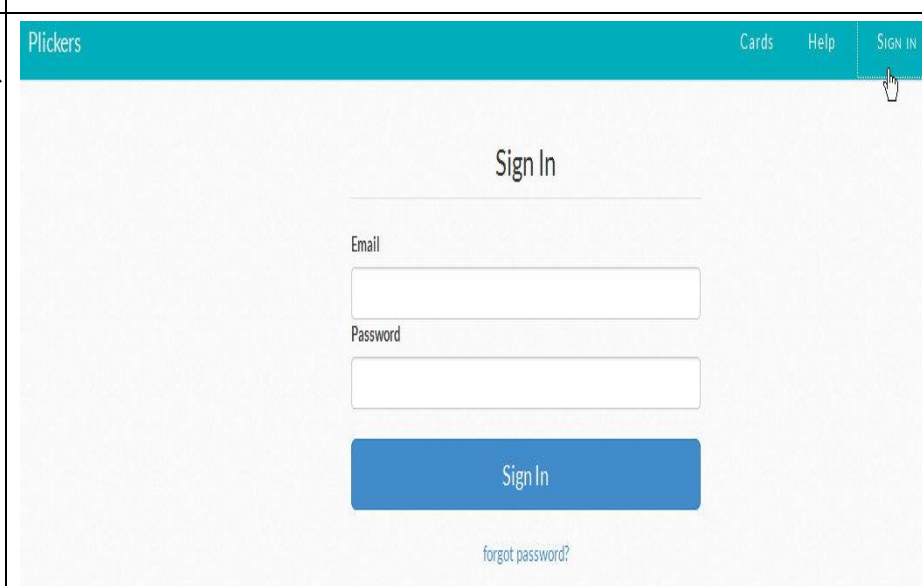 Plickers Cards Help SIGN IN
Sign In
Email
Password
Sign In
forgot password?